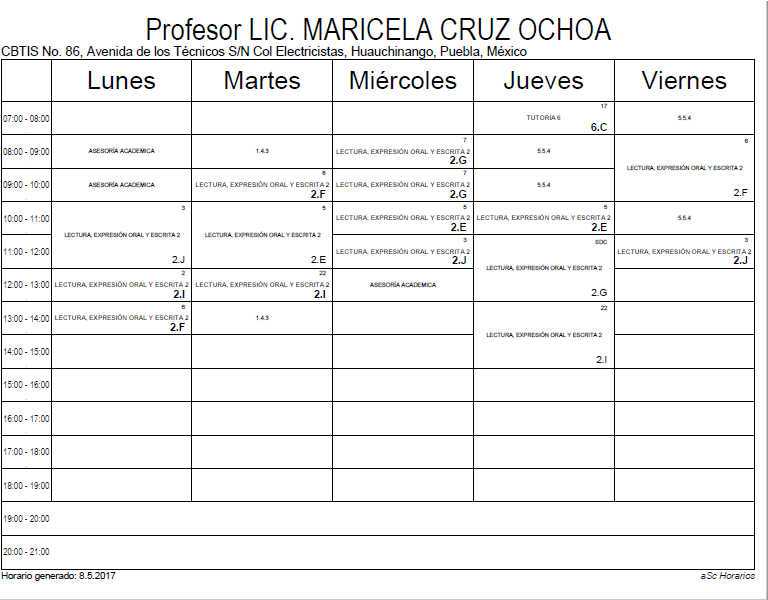 Profesor LIC. MARICELA CRUZ OCHOA
CBTIS No. 86, Avenida de los Técnicos S/N Col Electricistas, Huauchinango, Puebla, México
Lunes Martes Miércoles Jueves Viernes
07:00 - 08:00
17
TUTORIA 6
6.C
5.5.4
08:00 - 09:00
ASESORÍA ACADEMICA
1.4.3
7
LECTURA, EXPRESIÓN ORAL Y ESCRITA 2
2.G
5.5.4
6
LECTURA, EXPRESIÓN ORAL Y ESCRITA 2
2.F
09:00 - 10:00
ASESORÍA ACADEMICA
6
LECTURA, EXPRESIÓN ORAL Y ESCRITA 2
2.F
7
LECTURA, EXPRESIÓN ORAL Y ESCRITA 2
2.G
5.5.4
10:00 - 11:00
3
LECTURA, EXPRESIÓN ORAL Y ESCRITA 2
2.J
5
LECTURA, EXPRESIÓN ORAL Y ESCRITA 2
2.E
5
LECTURA, EXPRESIÓN ORAL Y ESCRITA 2
2.E
5
LECTURA, EXPRESIÓN ORAL Y ESCRITA 2
2.E
5.5.4
11:00 - 12:00
3
LECTURA, EXPRESIÓN ORAL Y ESCRITA 2
2.J
SDC
LECTURA, EXPRESIÓN ORAL Y ESCRITA 2
2.G
3
LECTURA, EXPRESIÓN ORAL Y ESCRITA 2
2.J
12:00 - 13:00
2
LECTURA, EXPRESIÓN ORAL Y ESCRITA 2
2.I
22
LECTURA, EXPRESIÓN ORAL Y ESCRITA 2
2.I
ASESORÍA ACADEMICA
13:00 - 14:00
6
LECTURA, EXPRESIÓN ORAL Y ESCRITA 2
2.F
1.4.3
22
LECTURA, EXPRESIÓN ORAL Y ESCRITA 2
2.I
14:00 - 15:00
15:00 - 16:00
16:00 - 17:00
17:00 - 18:00
18:00 - 19:00
19:00 - 20:00
20:00 - 21:00
Horario generado: 8.5.2017
aSc Horarios